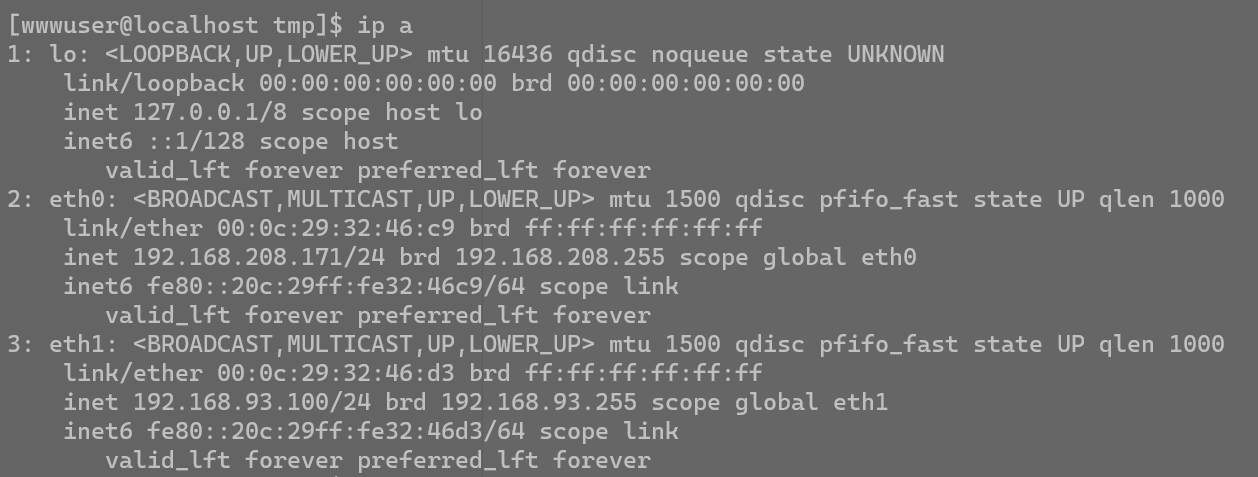 [wwwuser@localhost tmp]$ ip a
1: lo: <LOOPBACK,UP,LOWER_UP> mtu 16436 qdisc noqueue state UNKNOWN
    link/loopback 00:00:00:00:00:00 brd 00:00:00:00:00:00
    inet 127.0.0.1/8 scope host lo
    inet6 ::1/128 scope host
       valid_lft forever preferred_lft forever
2: eth0: <BROADCAST,MULTICAST,UP,LOWER_UP> mtu 1500 qdisc pfifo_fast state UP qlen 1000
    link/ether 00:0c:29:32:46:c9 brd ff:ff:ff:ff:ff:ff
    inet 192.168.208.171/24 brd 192.168.208.255 scope global eth0
    inet6 fe80::20c:29ff:fe32:46c9/64 scope link
       valid_lft forever preferred_lft forever
3: eth1: <BROADCAST,MULTICAST,UP,LOWER_UP> mtu 1500 qdisc pfifo_fast state UP qlen 1000
    link/ether 00:0c:29:32:46:d3 brd ff:ff:ff:ff:ff:ff
    inet 192.168.93.100/24 brd 192.168.93.255 scope global eth1
    inet6 fe80::20c:29ff:fe32:46d3/64 scope link
       valid_lft forever preferred_lft forever